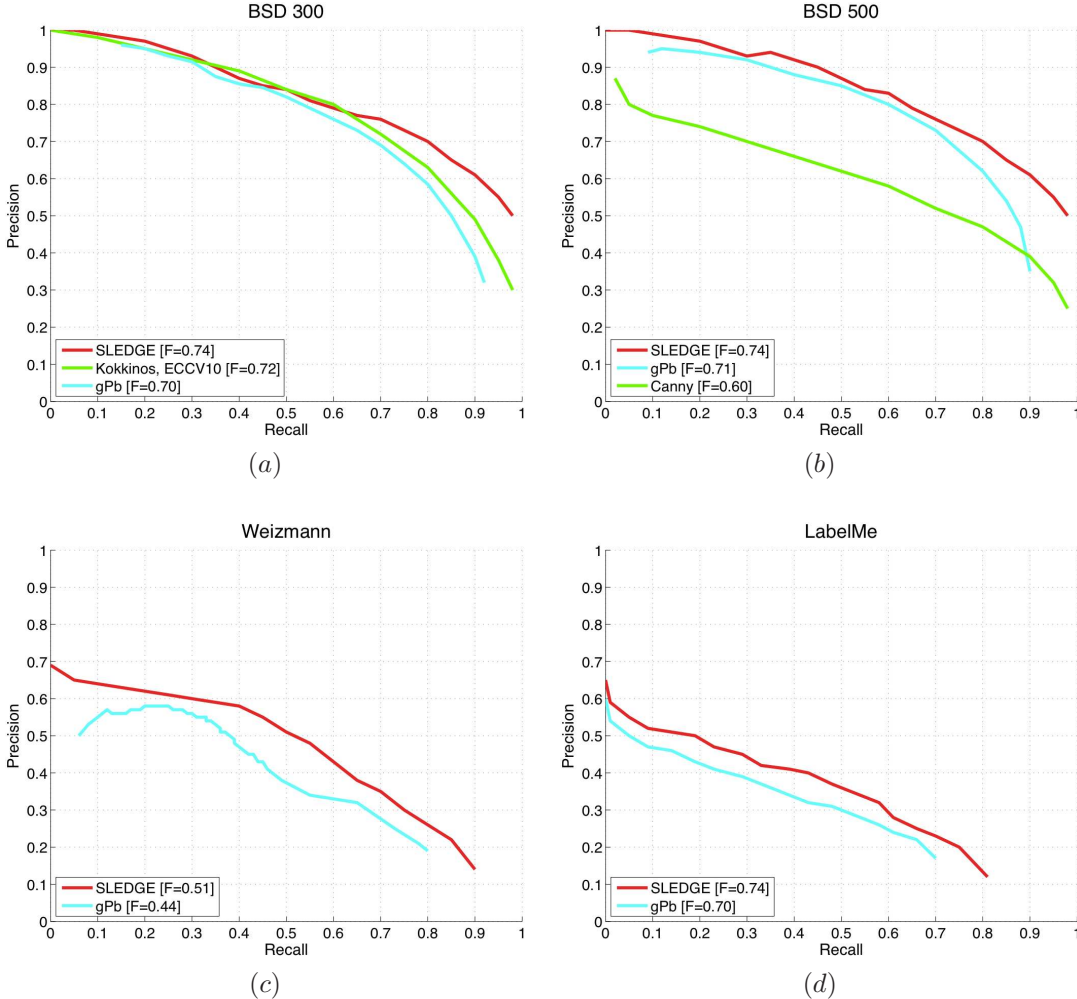 BSD 300
1
0.9
0.8
0.7
0.6
0.5
0.4
0.3
0.2
0.1
0
Precision
SLEDGE [F=0.74]
Kokkinos, ECCV10 [F=0.72]
gPb [F=0.70]
0 0.1 0.2 0.3 0.4 0.5 0.6 0.7 0.8 0.9 1
Recall
(a)
BSD 500
1
0.9
0.8
0.7
0.6
0.5
0.4
0.3
0.2
0.1
0
Precision
SLEDGE [F=0.74]
gPb [F=0.71]
Canny [F=0.60]
0 0.1 0.2 0.3 0.4 0.5 0.6 0.7 0.8 0.9 1
Recall
(b)
Weizmann
1
0.9
0.8
0.7
0.6
0.5
0.4
0.3
0.2
0.1
0
Precision
SLEDGE [F=0.51]
gPb [F=0.44]
0 0.1 0.2 0.3 0.4 0.5 0.6 0.7 0.8 0.9 1
Recall
(c)
LabelMe
1
0.9
0.8
0.7
0.6
0.5
0.4
0.3
0.2
0.1
0
Precision
SLEDGE [F=0.74]
gPb [F=0.70]
0 0.1 0.2 0.3 0.4 0.5 0.6 0.7 0.8 0.9 1
Recall
(d)